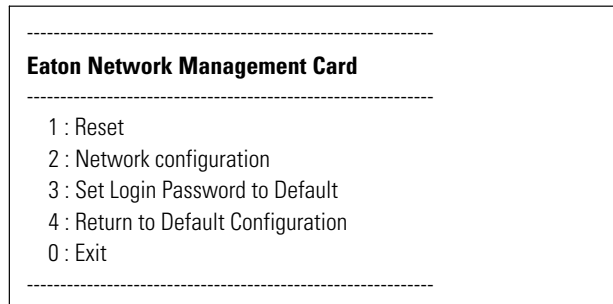 ---------------------------------------------------------------
Eaton Network Management Card
---------------------------------------------------------------
1 : Reset
2 : Network configuration
3 : Set Login Password to Default
4 : Return to Default Configuration
0 : Exit
---------------------------------------------------------------